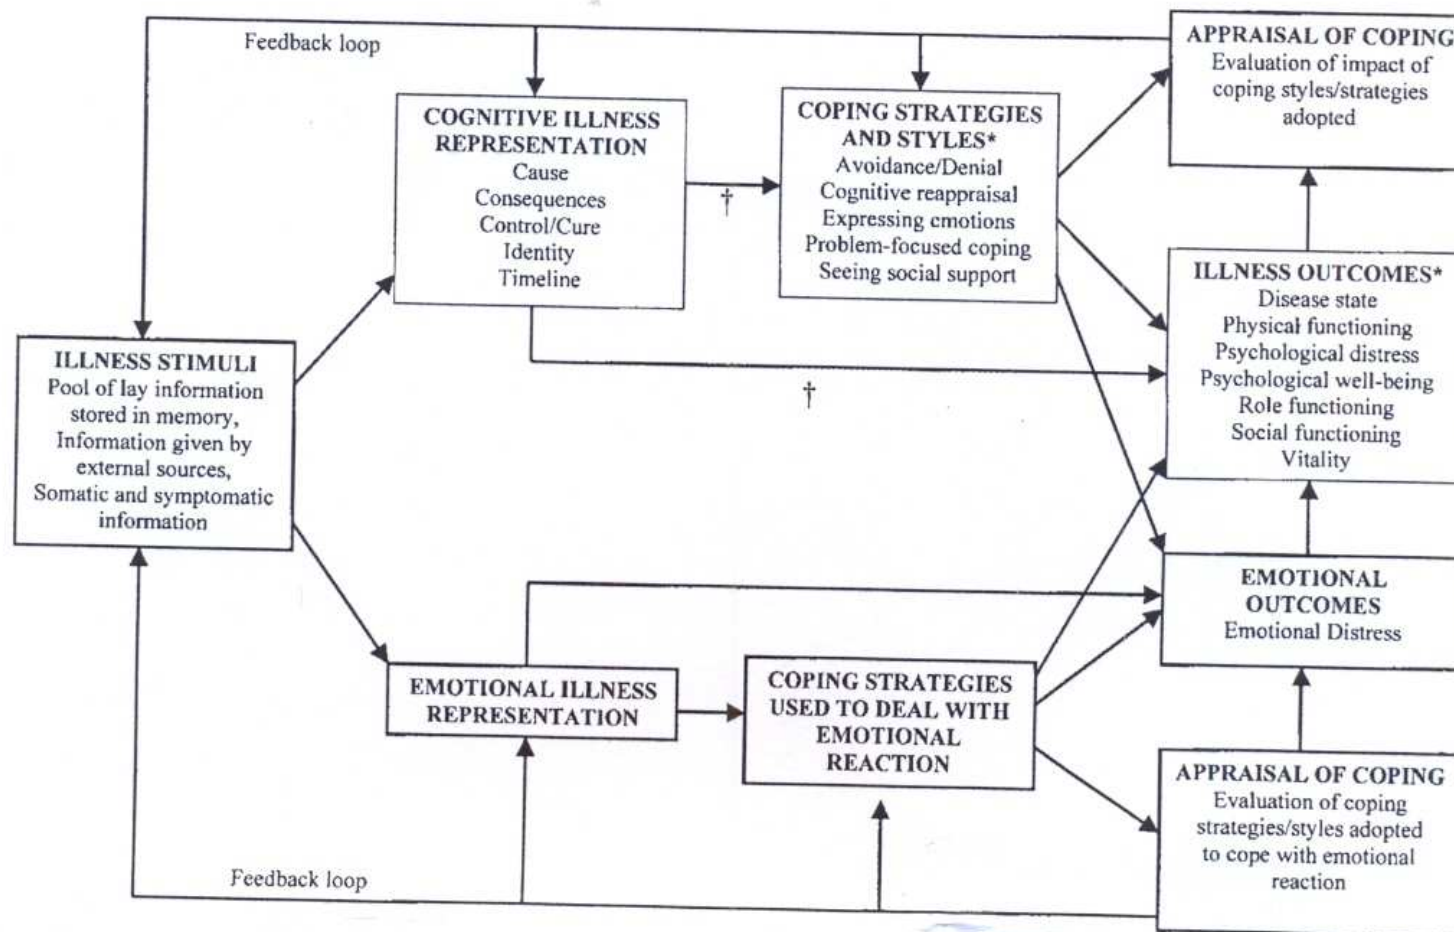 Feedback loop
APPRAISAL OF COPING
Evaluation of impact of
coping styles/strategies
adopted
COGNITIVE ILLNESS
REPRESENTATION
Cause
Consequences
Control/Cure
Identity
Timeline
†
COPING STRATEGIES
AND STYLES*
Avoidance/Denial
Cognitive reappraisal
Expressing emotions
Problem-focused coping
Seeing social support
ILLNESS OUTCOMES*
Disease state
Physical functioning
Psychological distress
Psychological well-being
Role functioning
Social functioning
Vitality
†
ILLNESS STIMULI
Pool of lay information
stored in memory,
Information given by
external sources,
Somatic and symptomatic
information
EMOTIONAL
OUTCOMES
Emotional Distress
EMOTIONAL ILLNESS
REPRESENTATION
COPING STRATEGIES
USED TO DEAL WITH
EMOTIONAL
REACTION
APPRAISAL OF COPING
Evaluation of coping
strategies/styles adopted
to cope with emotional
reaction
Feedback loop